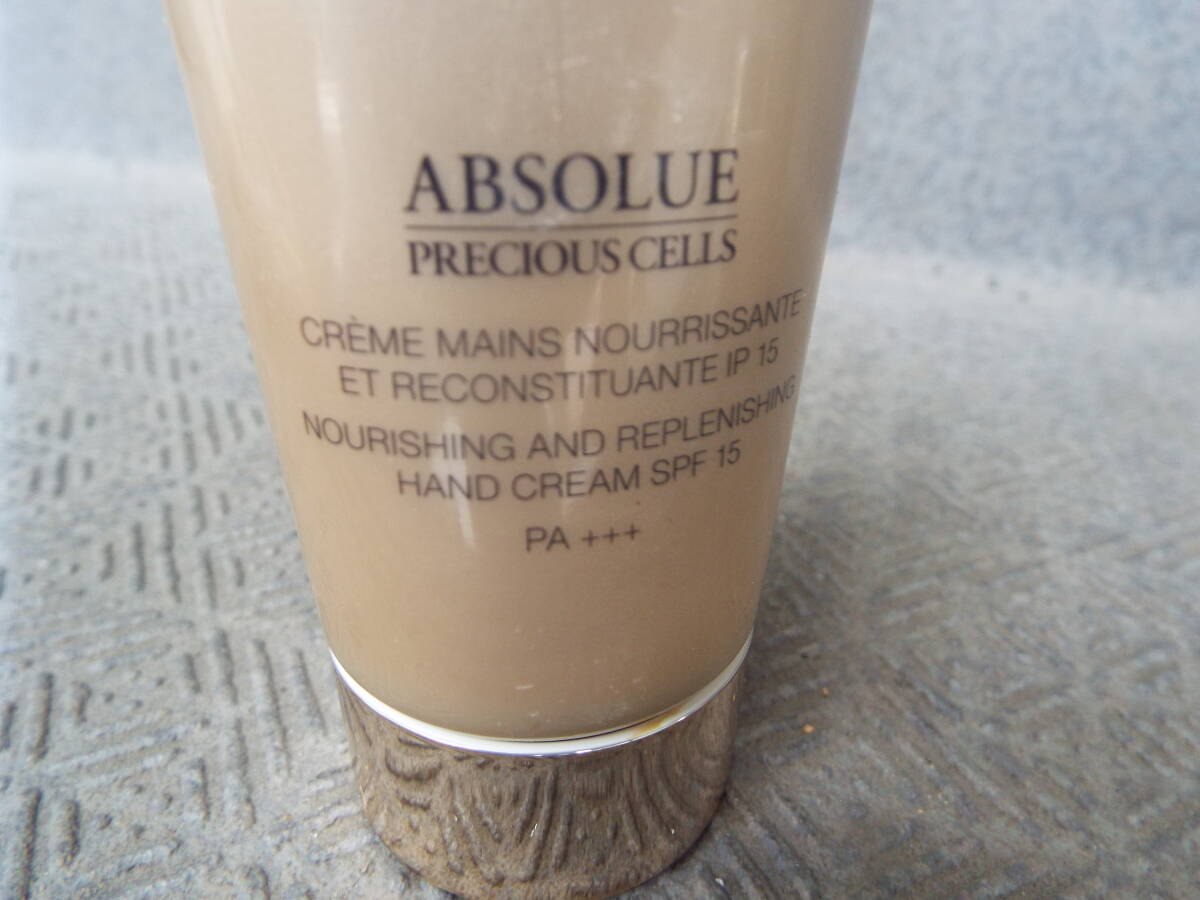 ABSOLUE
PRECIOUS CELLS
CRÈME MAINS NOURRISSANTE
ET RECONSTITUANTE IP 15
NOURISHING AND REPLENISHING
HAND CREAM SPF 15
PA +++